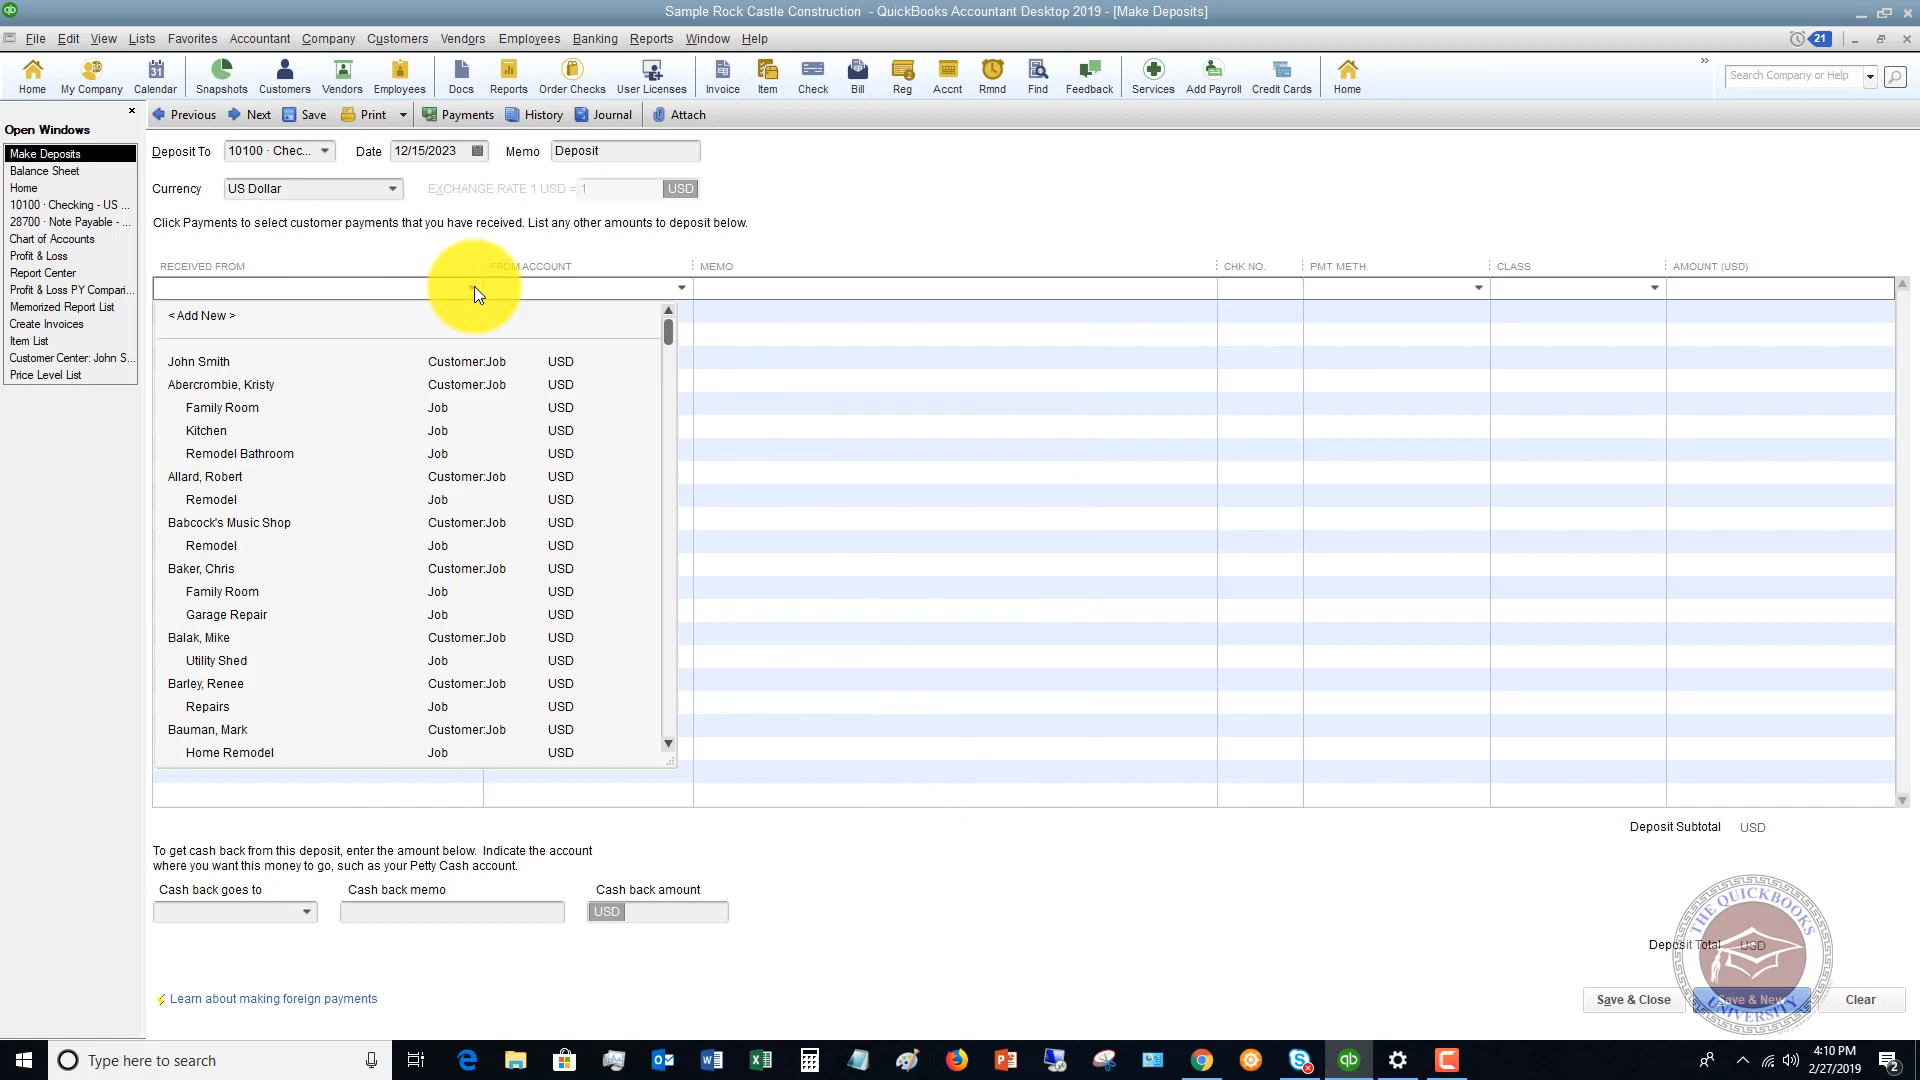 Sample Rock Castle Construction - QuickBooks Accountant Desktop 2019 - [Make Deposits]
File Edit View Lists Favorites Accountant Company Customers Vendors Employees Banking Reports Window Help
21
Home My Company Calendar Snapshots Customers Vendors Employees Docs Reports Order Checks User Licenses Invoice Item Check Bill Reg Accnt Rmnd Find Feedback Services Add Payroll Credit Cards Home
Search Company or Help
Previous Next Save Print Payments History Journal Attach
Open Windows
Make Deposits
Balance Sheet
Home
10100 · Checking - US ...
28700 · Note Payable - ...
Chart of Accounts
Profit & Loss
Report Center
Profit & Loss PY Compari...
Memorized Report List
Create Invoices
Item List
Customer Center: John S...
Price Level List
Deposit To 10100 · Chec... Date 12/15/2023 Memo Deposit
Currency US Dollar EXCHANGE RATE 1 USD = 1 USD
Click Payments to select customer payments that you have received. List any other amounts to deposit below.
RECEIVED FROM FROM ACCOUNT MEMO CHK NO. PMT METH. CLASS AMOUNT (USD)
< Add New >
John Smith Customer:Job USD
Abercrombie, Kristy Customer:Job USD
Family Room Job USD
Kitchen Job USD
Remodel Bathroom Job USD
Allard, Robert Customer:Job USD
Remodel Job USD
Babcock's Music Shop Customer:Job USD
Remodel Job USD
Baker, Chris Customer:Job USD
Family Room Job USD
Garage Repair Job USD
Balak, Mike Customer:Job USD
Utility Shed Job USD
Barley, Renee Customer:Job USD
Repairs Job USD
Bauman, Mark Customer:Job USD
Home Remodel Job USD
Deposit Subtotal USD
To get cash back from this deposit, enter the amount below. Indicate the account
where you want this money to go, such as your Petty Cash account.
Cash back goes to Cash back memo Cash back amount
USD
Deposit Total USD
THE QUICKBOOKS UNIVERSITY
Learn about making foreign payments
Save & Close Save & New Clear
Type here to search
4:10 PM
2/27/2019
2